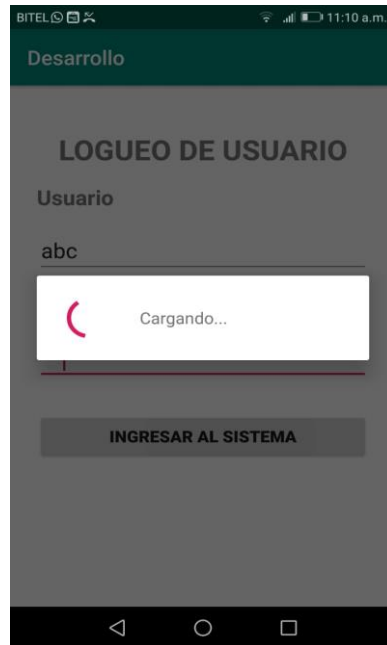 BITEL 11:10 a.m.
Desarrollo
LOGUEO DE USUARIO
Usuario
abc
Cargando...
INGRESAR AL SISTEMA